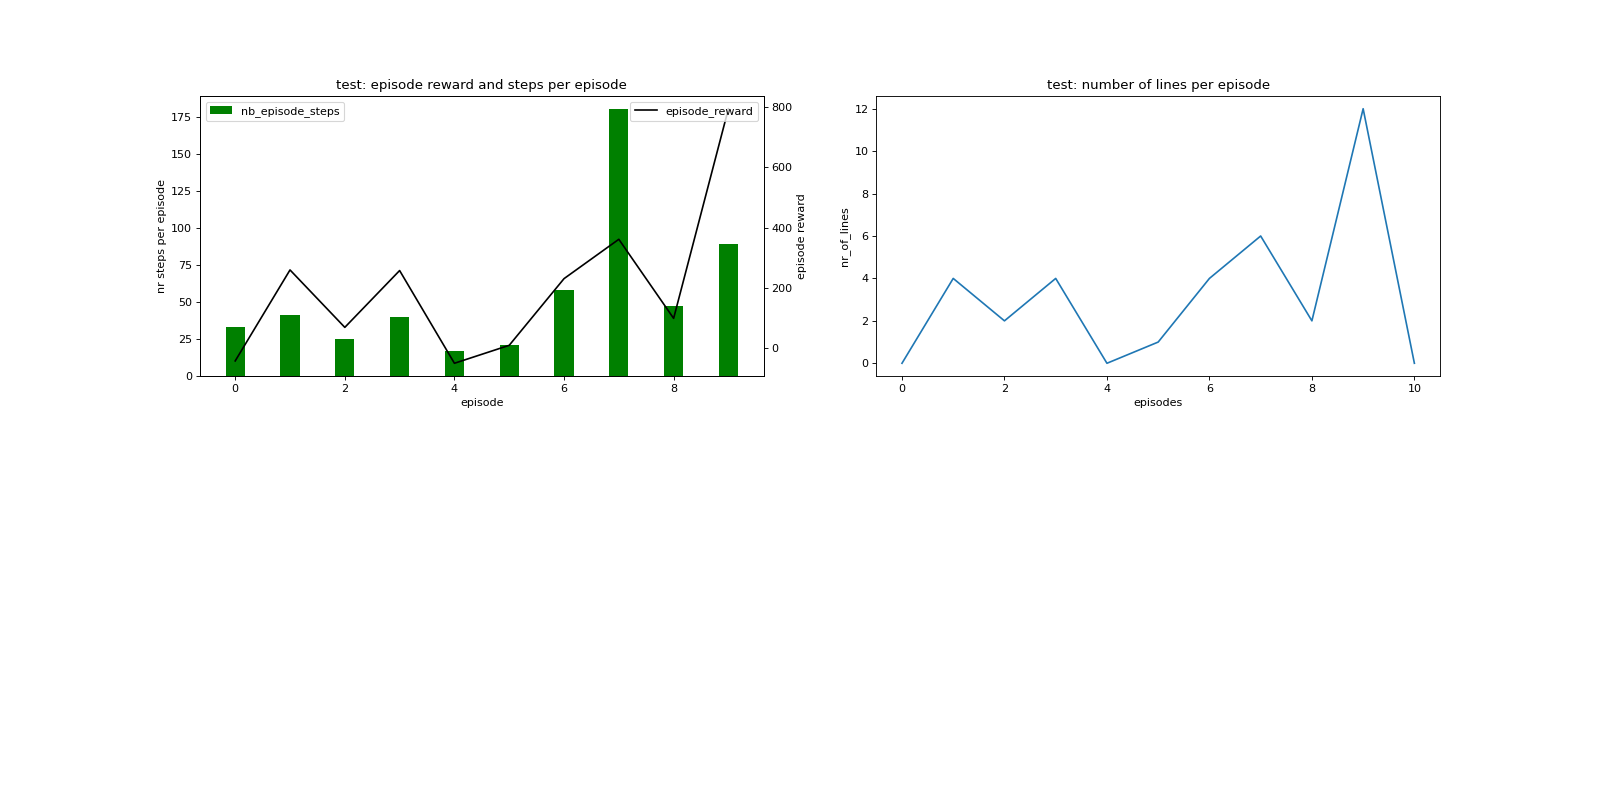 test: episode reward and steps per episode
nb_episode_steps
episode_reward
175
150
125
100
75
50
25
0
nr steps per episode
800
600
400
200
0
episode reward
0 2 4 6 8
episode
test: number of lines per episode
12
10
8
6
4
2
0
nr_of_lines
0 2 4 6 8 10
episodes